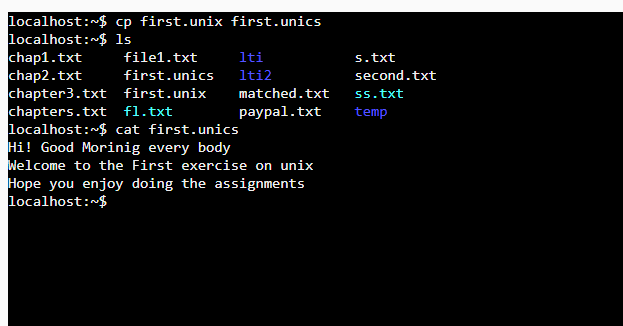 localhost:~$ cp first.unix first.unics
localhost:~$ ls
chap1.txt     file1.txt     lti           s.txt
chap2.txt     first.unics   lti2          second.txt
chapter3.txt  first.unix    matched.txt   ss.txt
chapters.txt  fl.txt        paypal.txt    temp
localhost:~$ cat first.unics
Hi! Good Morinig every body
Welcome to the First exercise on unix
Hope you enjoy doing the assignments
localhost:~$